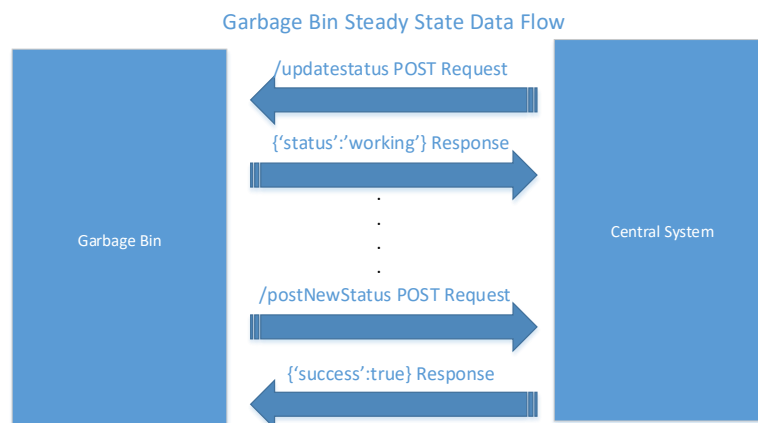 Garbage Bin Steady State Data Flow
/updatestatus POST Request
{‘status’:’working’} Response
Garbage Bin
Central System
/postNewStatus POST Request
{‘success’:true} Response